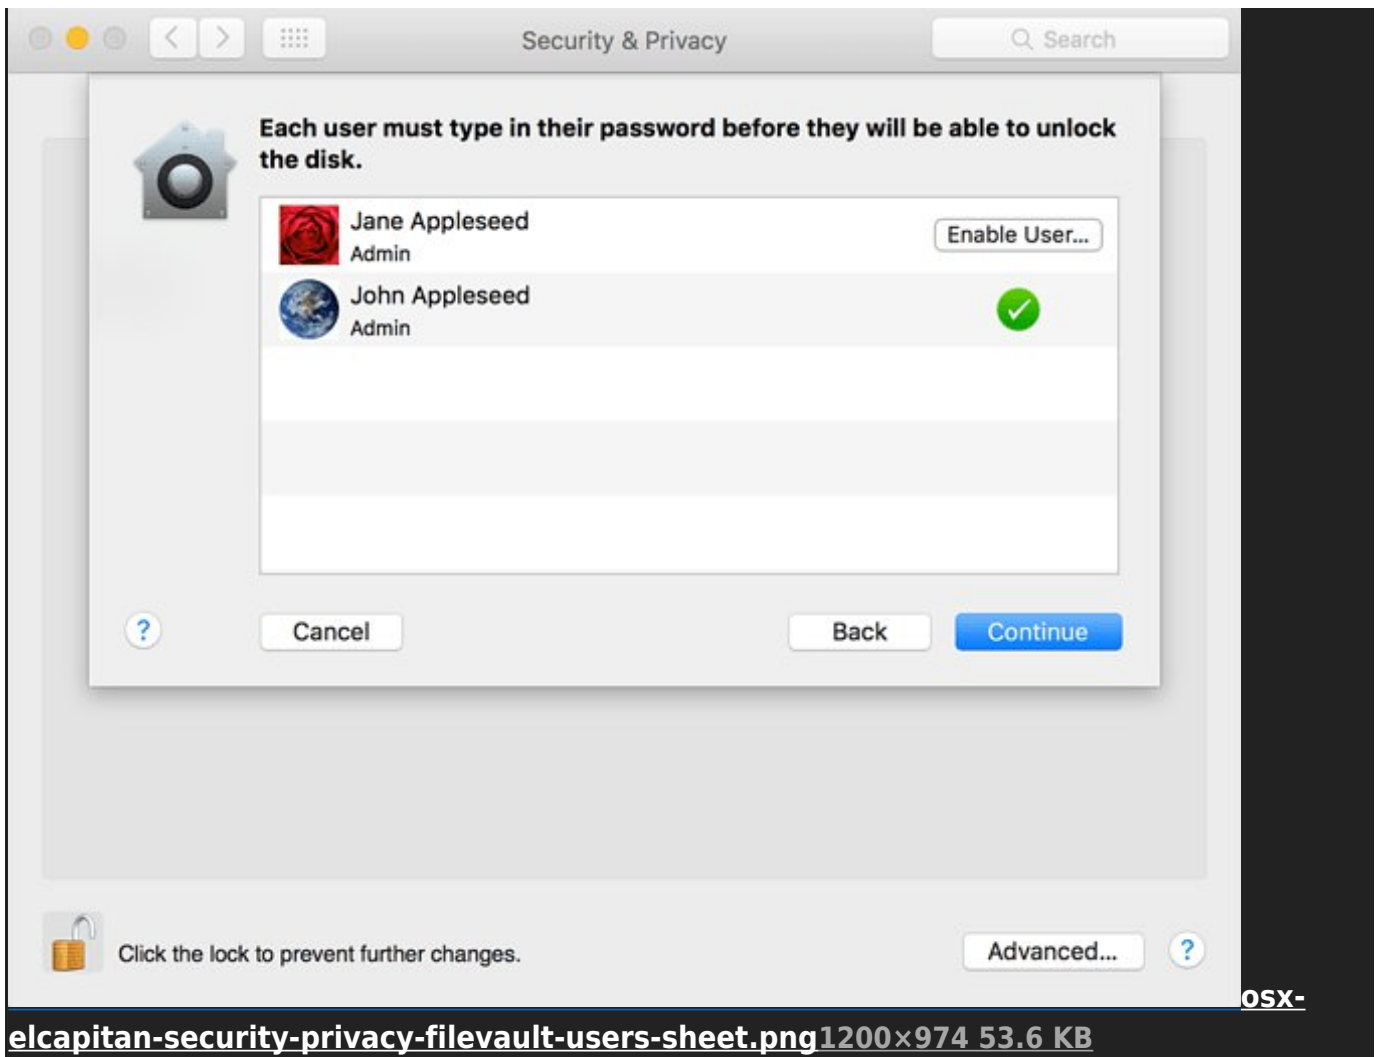 Security & Privacy
Search
Each user must type in their password before they will be able to unlock
the disk.
Jane Appleseed
Admin
Enable User...
John Appleseed
Admin
?
Cancel
Back
Continue
Click the lock to prevent further changes.
Advanced...
?
osx-
elcapitan-security-privacy-filevault-users-sheet.png1200×974 53.6 KB